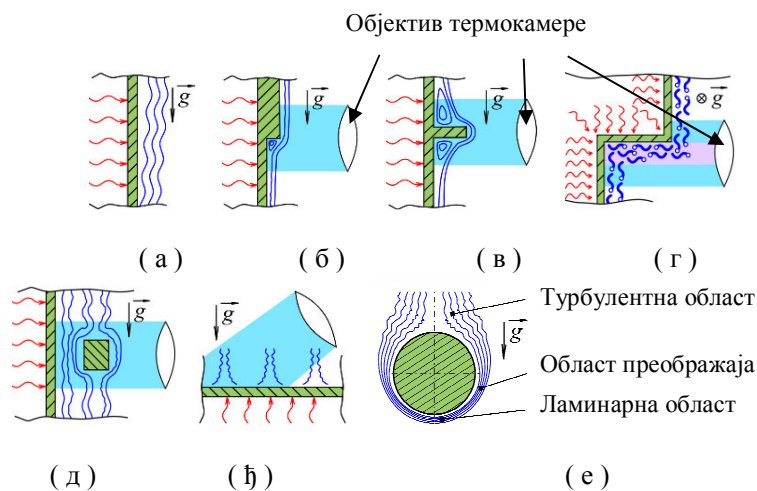 Објектив термокамере
g
g
g
g
( а )
( б )
( в )
( г )
g
g
g
Турбулентна област
Област преображаја
Ламинарна област
( д )
( ђ )
( е )